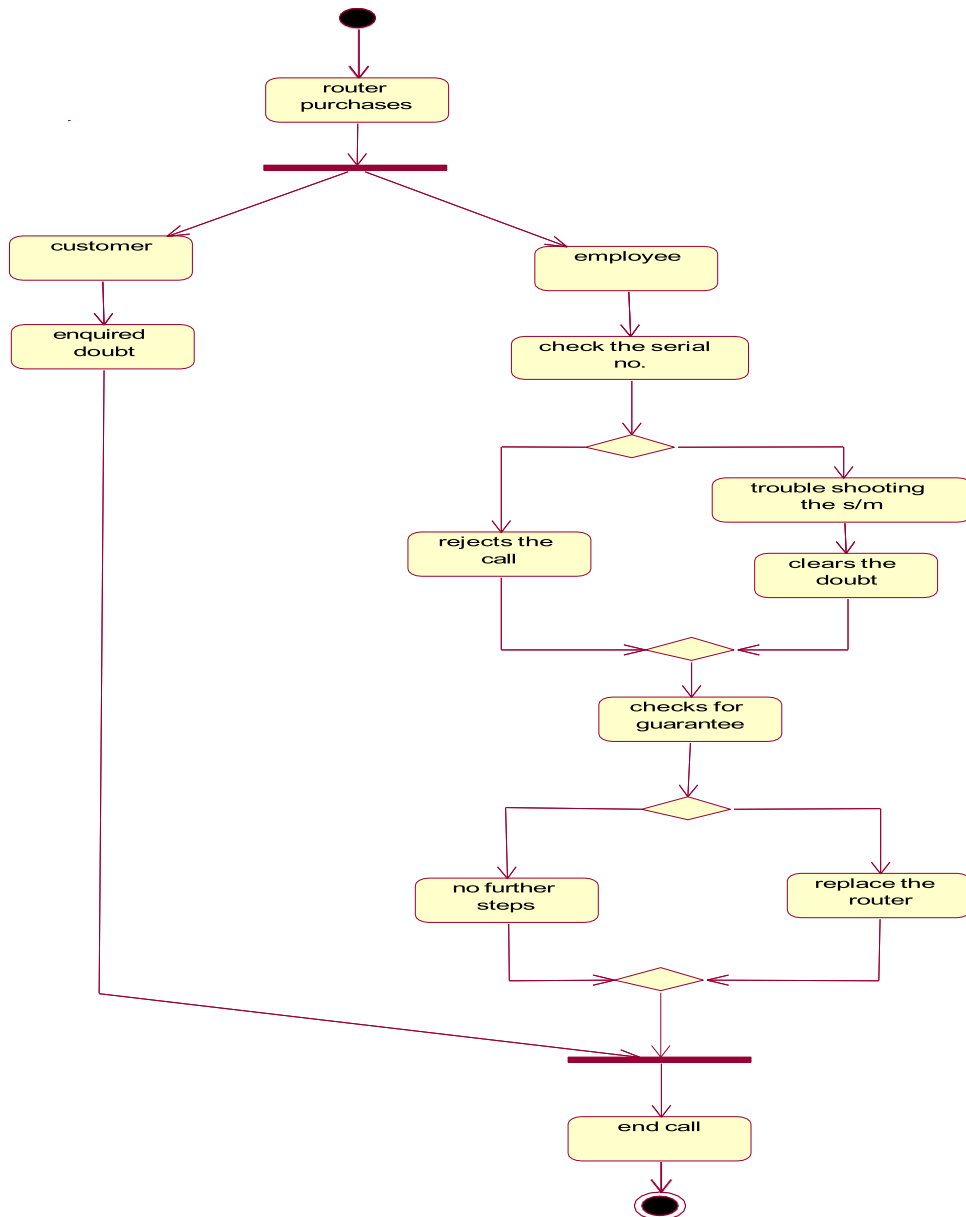 router
purchases
customer
employee
enquired
doubt
check the serial
no.
trouble shooting
the s/m
rejects the
call
clears the
doubt
checks for
guarantee
no further
steps
replace the
router
end call